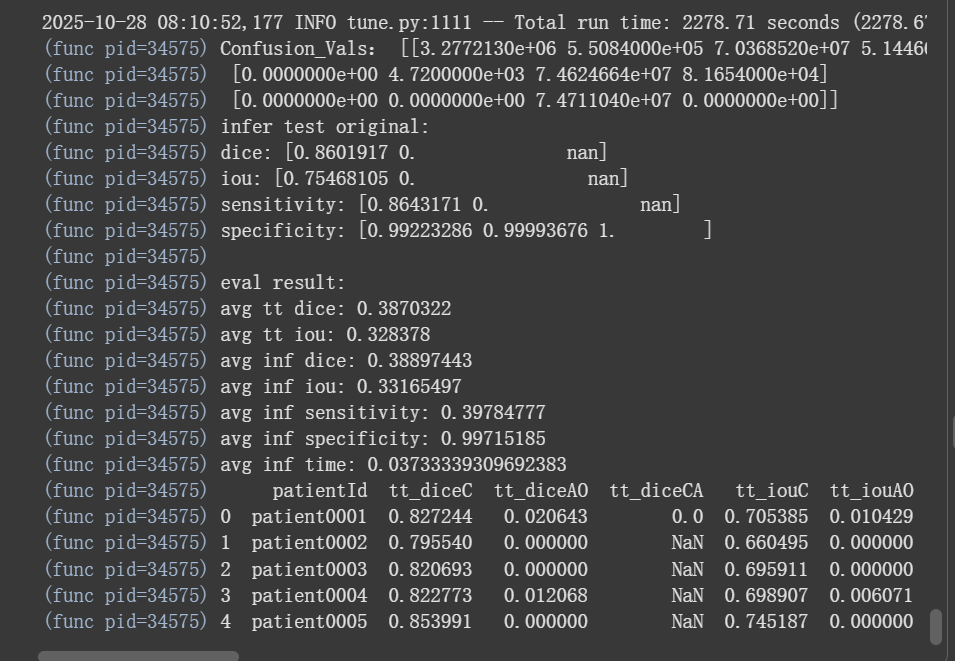 2025-10-28 08:10:52,177 INFO tune.py:1111 -- Total run time: 2278.71 seconds (2278.6
(func pid=34575) Confusion_Vals: [[3.2772130e+06 5.5084000e+05 7.0368520e+07 5.1446
(func pid=34575)  [0.0000000e+00 4.7200000e+03 7.4624664e+07 8.1654000e+04]
(func pid=34575)  [0.0000000e+00 0.0000000e+00 7.4711040e+07 0.0000000e+00]]
(func pid=34575) infer test original:
(func pid=34575) dice: [0.8601917 0.              nan]
(func pid=34575) iou: [0.75468105 0.                nan]
(func pid=34575) sensitivity: [0.8643171 0.              nan]
(func pid=34575) specificity: [0.99223286 0.99993676 1.        ]
(func pid=34575)
(func pid=34575) eval result:
(func pid=34575) avg tt dice: 0.3870322
(func pid=34575) avg tt iou: 0.328378
(func pid=34575) avg inf dice: 0.38897443
(func pid=34575) avg inf iou: 0.33165497
(func pid=34575) avg inf sensitivity: 0.39784777
(func pid=34575) avg inf specificity: 0.99715185
(func pid=34575) avg inf time: 0.03733339309692383
(func pid=34575)      patientId  tt_diceC  tt_diceAO  tt_diceCA   tt_iouC  tt_iouAO
(func pid=34575) 0  patient0001  0.827244   0.020643        0.0  0.705385  0.010429
(func pid=34575) 1  patient0002  0.795540   0.000000        NaN  0.660495  0.000000
(func pid=34575) 2  patient0003  0.820693   0.000000        NaN  0.695911  0.000000
(func pid=34575) 3  patient0004  0.822773   0.012068        NaN  0.698907  0.006071
(func pid=34575) 4  patient0005  0.853991   0.000000        NaN  0.745187  0.000000